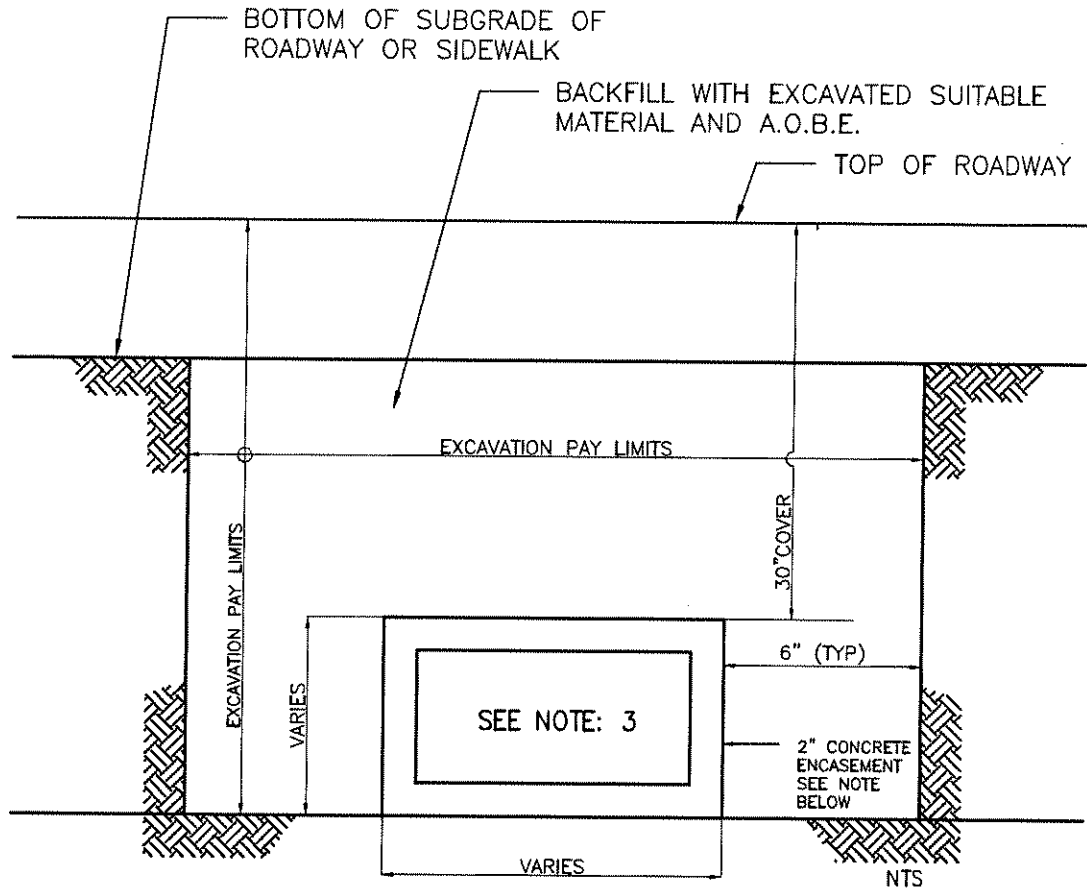 BOTTOM OF SUBGRADE OF
ROADWAY OR SIDEWALK
BACKFILL WITH EXCAVATED SUITABLE
MATERIAL AND A.O.B.E.
TOP OF ROADWAY
EXCAVATION PAY LIMITS
EXCAVATION PAY LIMITS
30"COVER
VARIES
6" (TYP)
SEE NOTE: 3
2" CONCRETE
ENCASEMENT
SEE NOTE
BELOW
VARIES
NTS